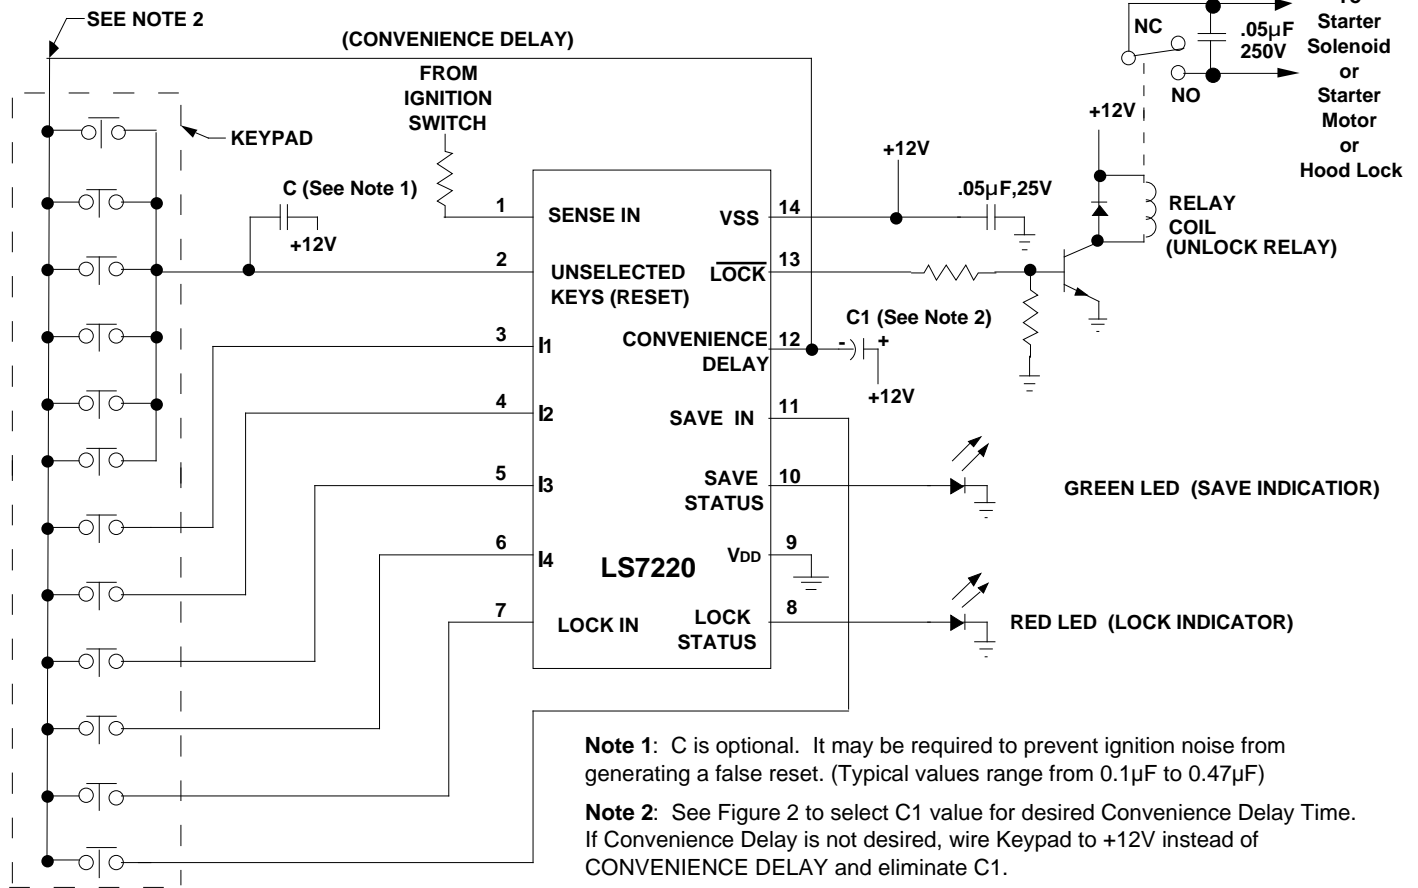 SEE NOTE 2
(CONVENIENCE DELAY)
FROM
IGNITION
SWITCH
KEYPAD
C (See Note 1)
+12V
1
SENSE IN
2
UNSELECTED
KEYS (RESET)
3
I1
4
I2
5
I3
6
I4
7
LOCK IN
LS7220
VSS
14
LOCK
13
CONVENIENCE
DELAY
12
SAVE IN
11
SAVE
STATUS
10
VDD
9
LOCK
STATUS
8
+12V
.05µF,25V
C1 (See Note 2)
- +
+12V
+12V
RELAY
COIL
(UNLOCK RELAY)
NC
NO
.05µF
250V
Starter
Solenoid
or
Starter
Motor
or
Hood Lock
GREEN LED (SAVE INDICATIOR)
RED LED (LOCK INDICATOR)
Note 1: C is optional. It may be required to prevent ignition noise from
generating a false reset. (Typical values range from 0.1µF to 0.47µF)
Note 2: See Figure 2 to select C1 value for desired Convenience Delay Time.
If Convenience Delay is not desired, wire Keypad to +12V instead of
CONVENIENCE DELAY and eliminate C1.